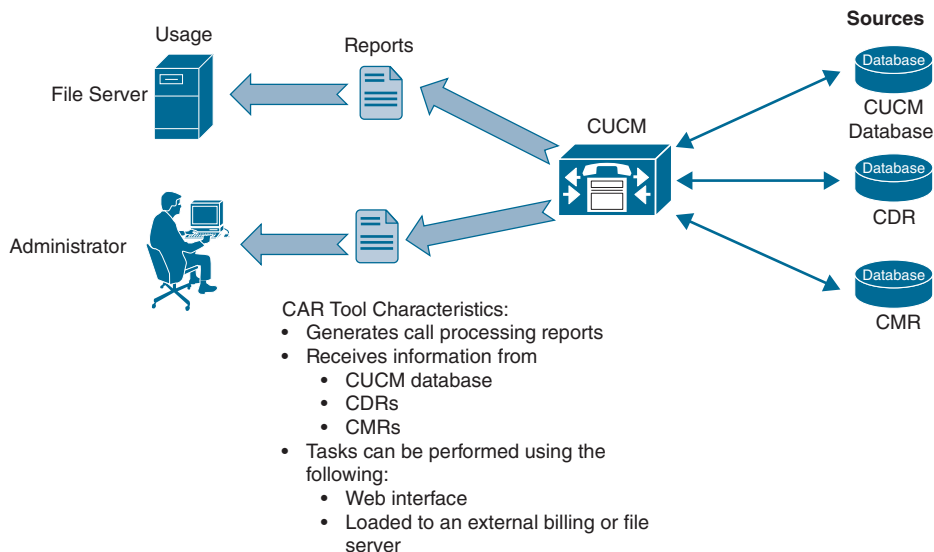 Sources
Usage
Reports
File Server
Database
CUCM
Database
CUCM
Database
CDR
Administrator
Database
CMR
CAR Tool Characteristics:
• Generates call processing reports
• Receives information from
• CUCM database
• CDRs
• CMRs
• Tasks can be performed using the
following:
• Web interface
• Loaded to an external billing or file
server